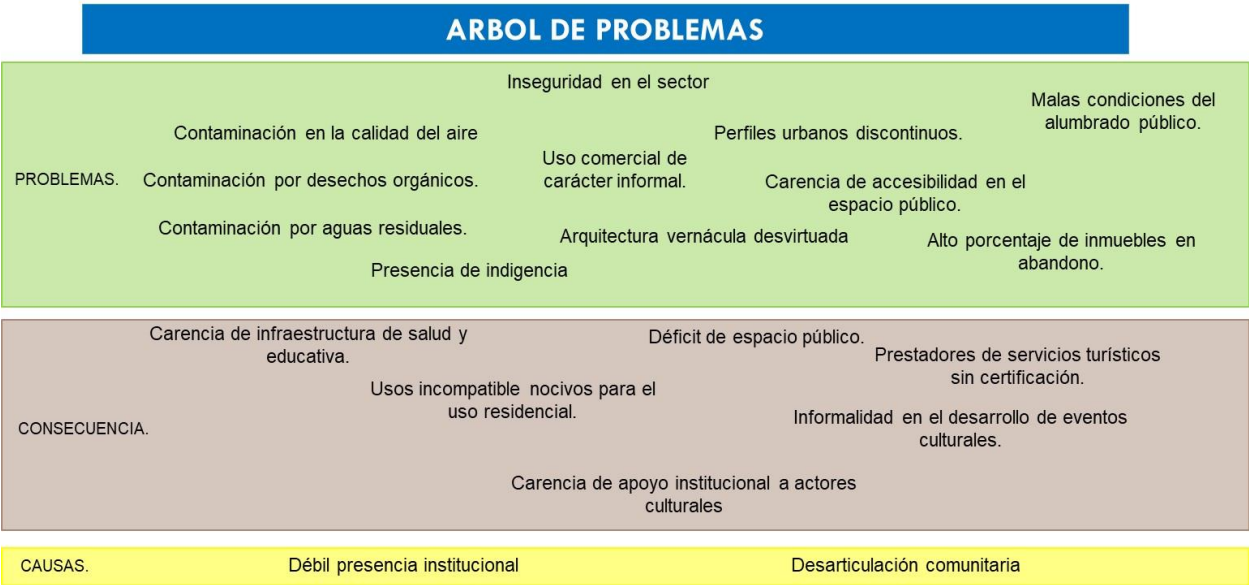 ARBOL DE PROBLEMAS
Inseguridad en el sector
Malas condiciones del
alumbrado público.
Contaminación en la calidad del aire
Perfiles urbanos discontinuos.
Uso comercial de
carácter informal.
PROBLEMAS.
Contaminación por desechos orgánicos.
Carencia de accesibilidad en el
espacio público.
Contaminación por aguas residuales.
Arquitectura vernácula desvirtuada
Alto porcentaje de inmuebles en
abandono.
Presencia de indigencia
Carencia de infraestructura de salud y
educativa.
Déficit de espacio público.
Prestadores de servicios turísticos
sin certificación.
Usos incompatible nocivos para el
uso residencial.
CONSECUENCIA.
Informalidad en el desarrollo de eventos
culturales.
Carencia de apoyo institucional a actores
culturales
CAUSAS.
Débil presencia institucional
Desarticulación comunitaria